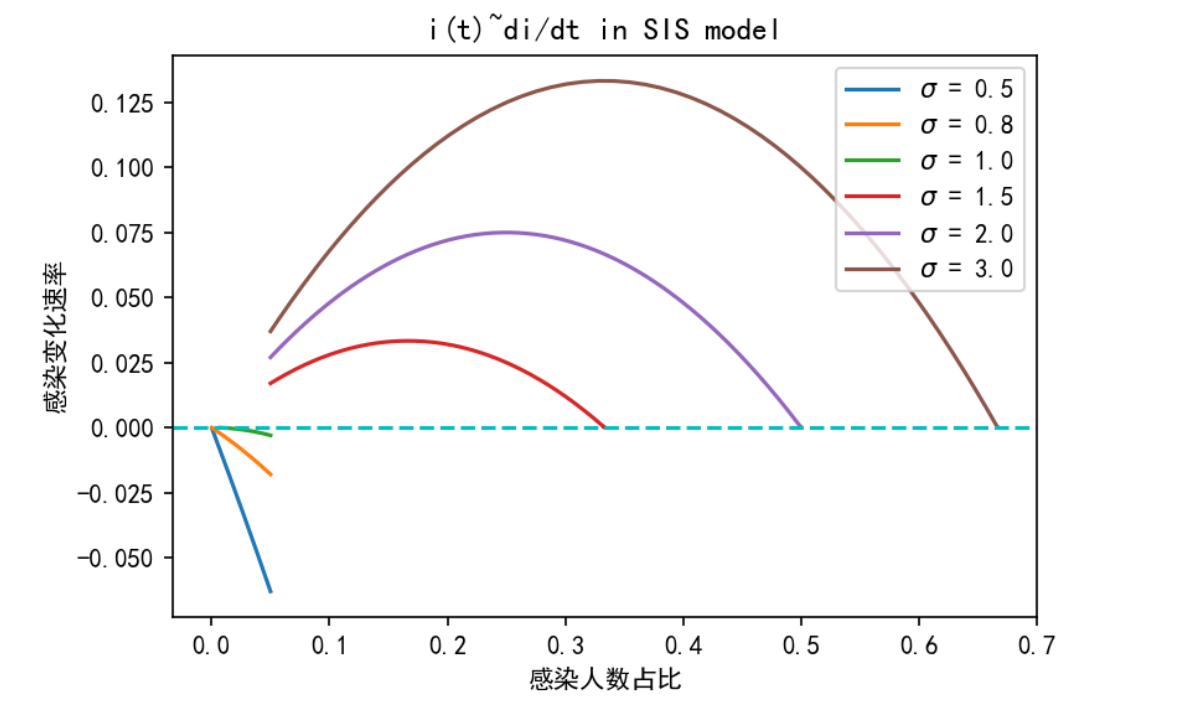 i(t)~di/dt in SIS model
σ = 0.5
σ = 0.8
σ = 1.0
σ = 1.5
σ = 2.0
σ = 3.0
0.125
0.100
0.075
0.050
0.025
0.000
−0.025
−0.050
感染变化速率
0.0 0.1 0.2 0.3 0.4 0.5 0.6 0.7
感染人数占比